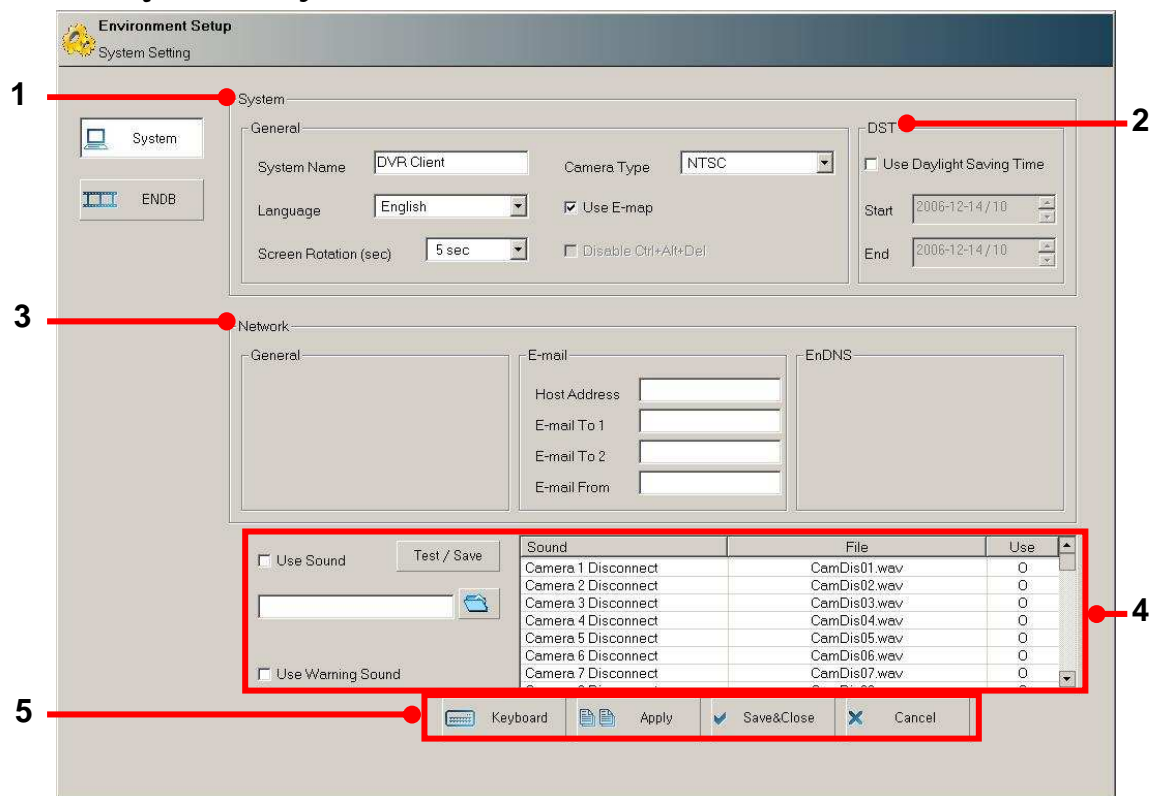 Environment Setup
System Setting
1
System
2
General
DST
System
System Name
DVR Client
Camera Type
NTSC
Use Daylight Saving Time
ENDB
Language
English
Use E-map
Start
2006-12-14/10
Screen Rotation (sec)
5 sec
Disable Ctrl+Alt+Del
End
2006-12-14/10
3
Network
General
E-mail
EnDNS
Host Address
E-mail To 1
E-mail To 2
E-mail From
Use Sound
Test / Save
Sound File Use
Camera 1 Disconnect CamDis01.wav O
Camera 2 Disconnect CamDis02.wav O
Camera 3 Disconnect CamDis03.wav O
Camera 4 Disconnect CamDis04.wav O
Camera 5 Disconnect CamDis05.wav O
Camera 6 Disconnect CamDis06.wav O
Camera 7 Disconnect CamDis07.wav O
4
Use Warning Sound
5
Keyboard
Apply
Save&Close
Cancel